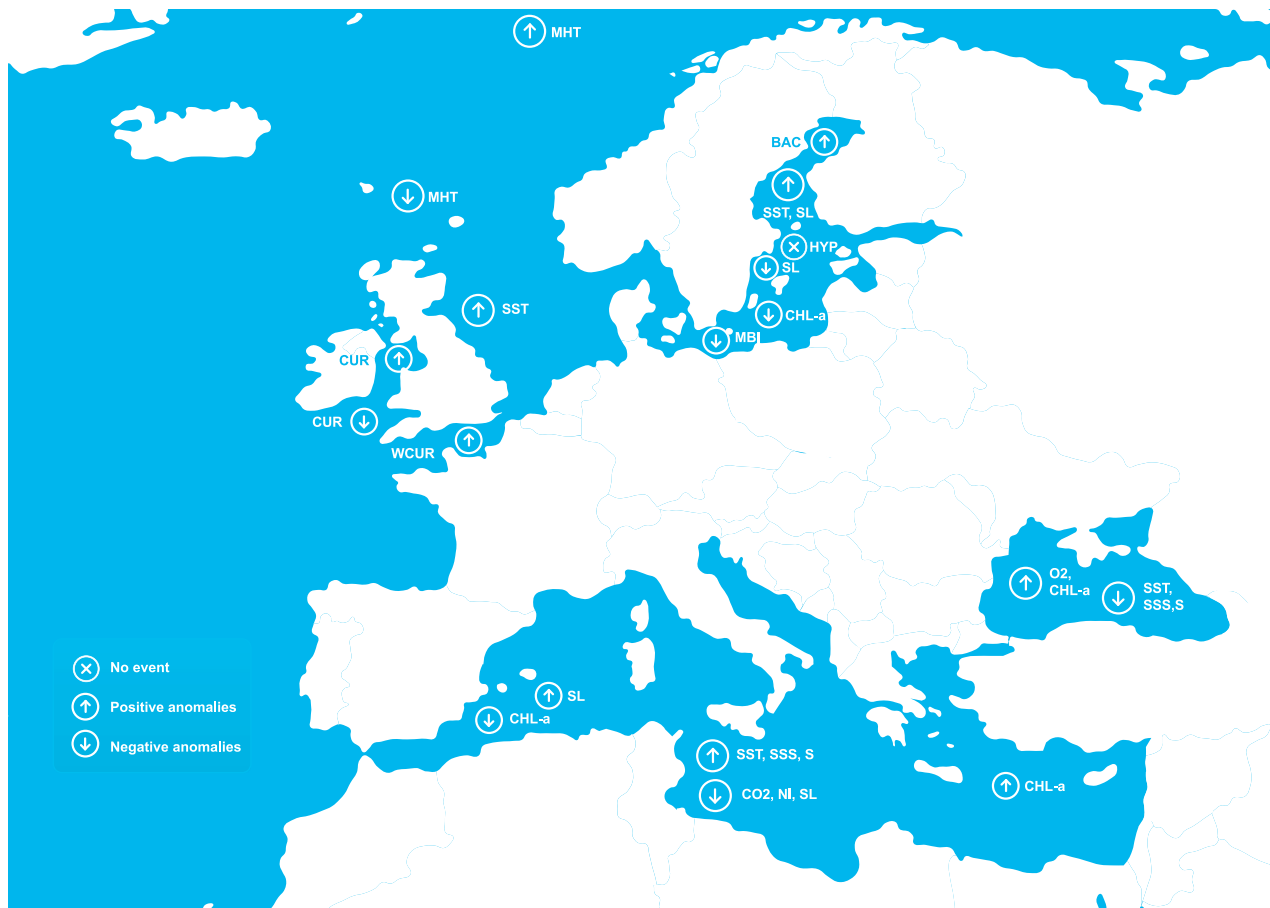 MHT
BAC
MHT
SST, SL
HYP
SL
SST
CHL-a
MBI
CUR
CUR
WCUR
O2,
CHL-a
SST,
SSS,S
No event
SL
Positive anomalies
CHL-a
Negative anomalies
SST, SSS, S
CHL-a
CO2, NI, SL